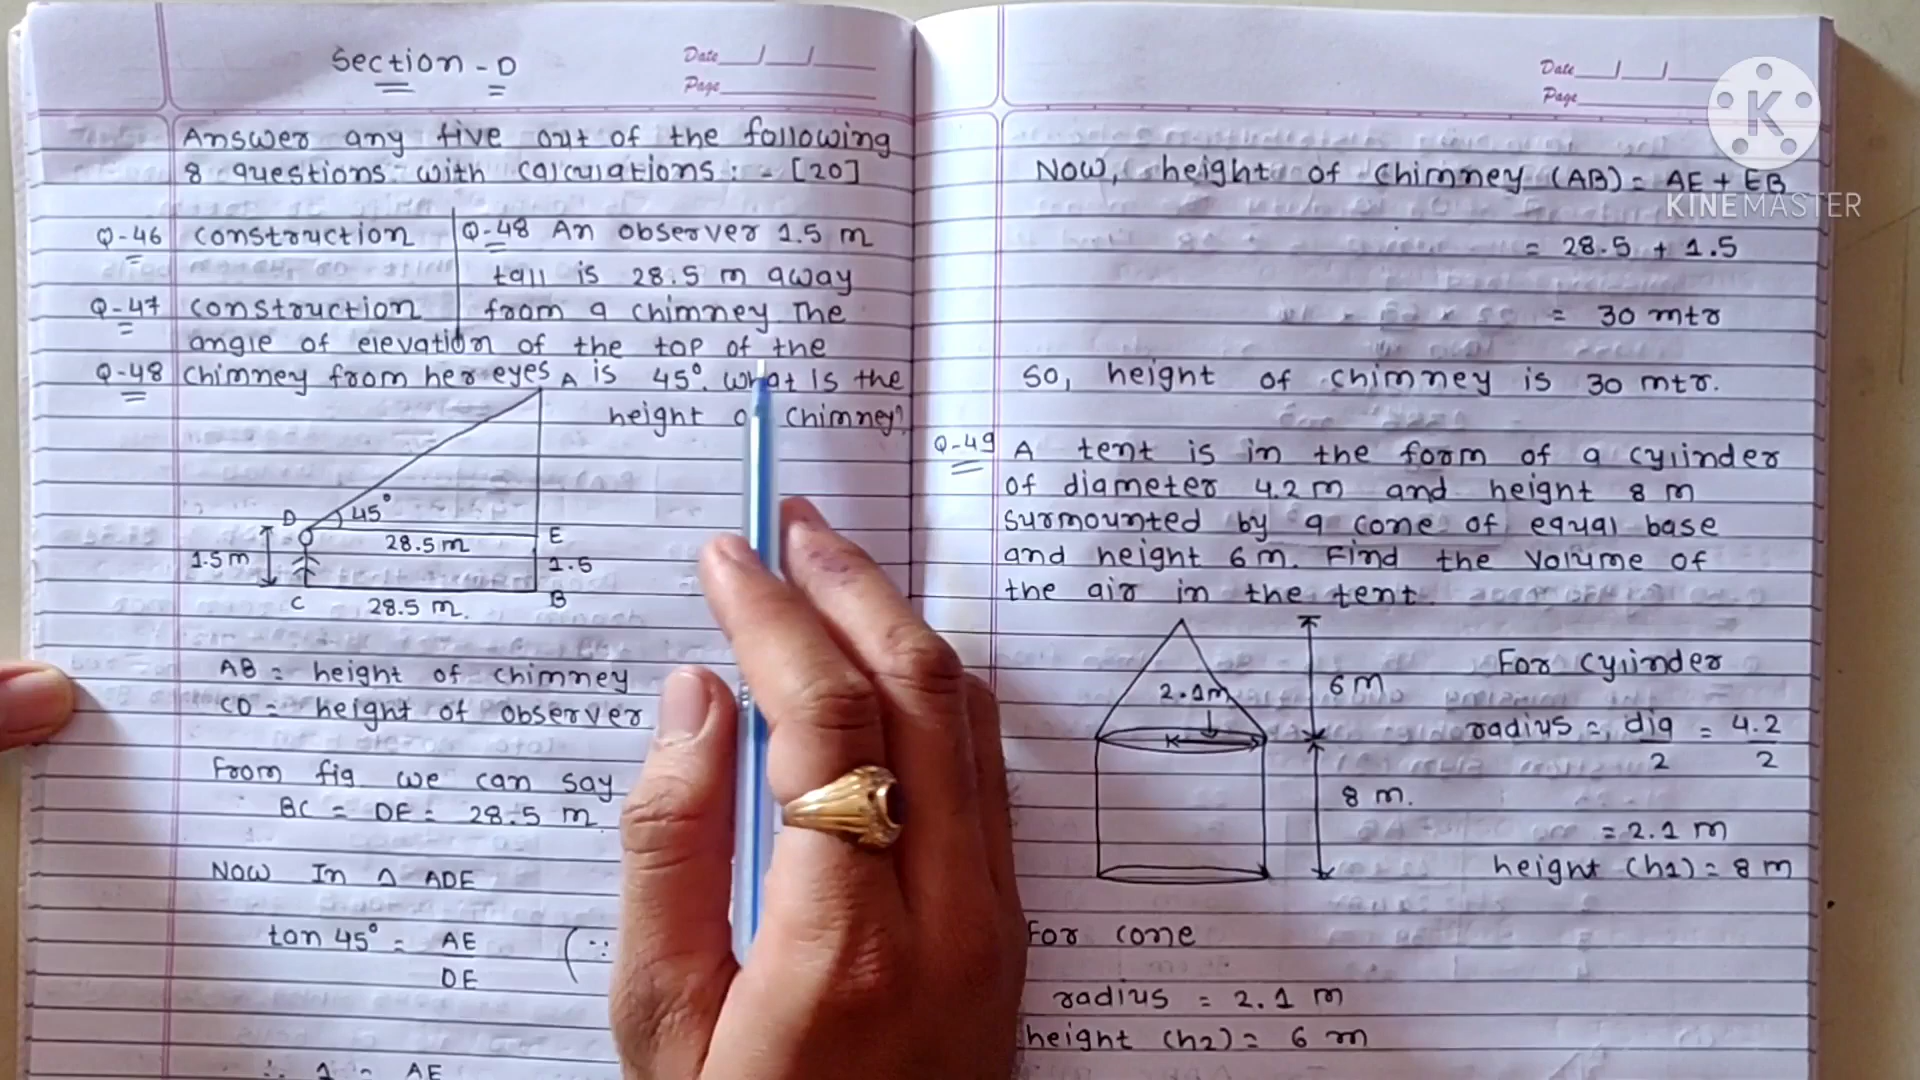 Section - D
Date
Page
Answer any five out of the following
8 questions with calculations: - [20]
Q-46 construction
Q-47 construction
Q-48 An observer 1.5 m
tall is 28.5 m away
from a chimney The
angle of elevation of the top of the
Q-48 chimney from her eyes is 45°. what is the
height chimney?
A
D 45°
28.5 m E
1.5 m 1.5
C 28.5 m. B
AB = height of chimney
CD = height of observer
From fig we can say
BC = DE = 28.5 m
Now In △ ADE
tan 45° = AE
DE
(∵
∴ 1 = AE
Date
Page
K
KINEMASTER
Now, height of chimney (AB) = AE + EB
= 28.5 + 1.5
= 30 mtr
So, height of chimney is 30 mtr.
Q-49 A tent is in the form of a cylinder
of diameter 4.2 m and height 8 m
surmounted by a cone of equal base
and height 6 m. Find the volume of
the air in the tent.
2.1m
6 m
8 m.
For cylinder
radius = dia = 4.2
2 2
= 2.1 m
height (h1) = 8 m
For cone
radius = 2.1 m
height (h2) = 6 m